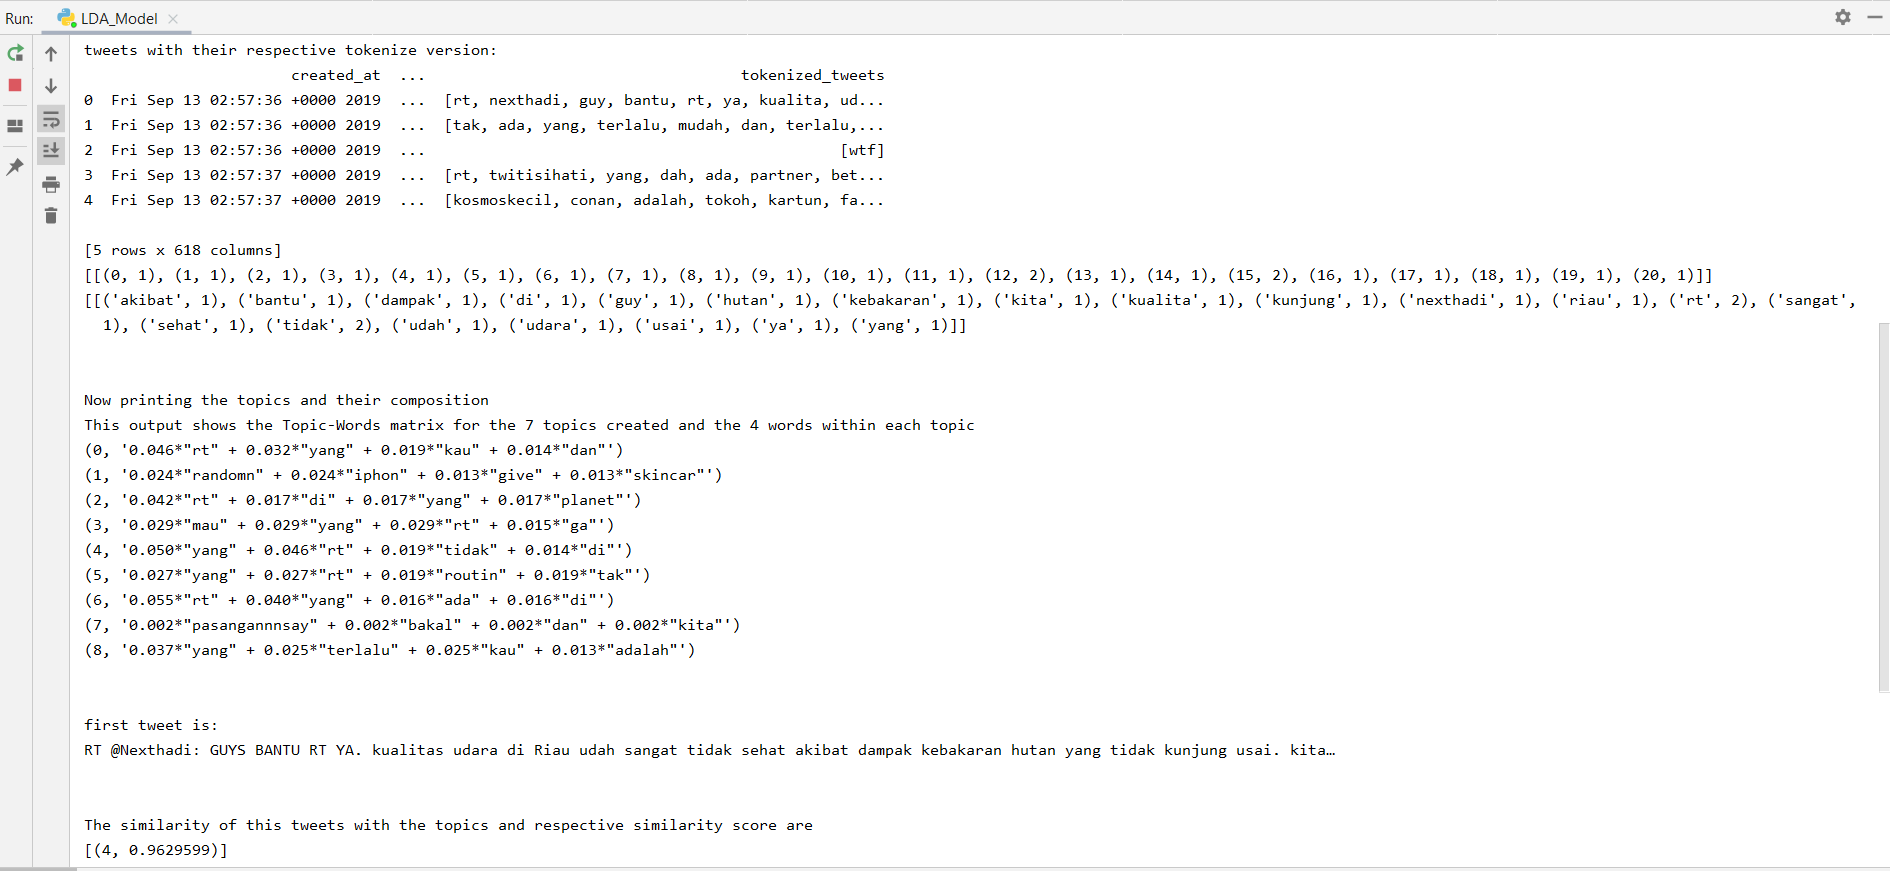 Run: LDA_Model
tweets with their respective tokenize version:
created_at ... tokenized_tweets
0 Fri Sep 13 02:57:36 +0000 2019 ... [rt, nexthadi, guy, bantu, rt, ya, kualita, ud...
1 Fri Sep 13 02:57:36 +0000 2019 ... [tak, ada, yang, terlalu, mudah, dan, terlalu,...
2 Fri Sep 13 02:57:36 +0000 2019 ... [wtf]
3 Fri Sep 13 02:57:37 +0000 2019 ... [rt, twitisihati, yang, dah, ada, partner, bet...
4 Fri Sep 13 02:57:37 +0000 2019 ... [kosmoskecil, conan, adalah, tokoh, kartun, fa...
[5 rows x 618 columns]
[[(0, 1), (1, 1), (2, 1), (3, 1), (4, 1), (5, 1), (6, 1), (7, 1), (8, 1), (9, 1), (10, 1), (11, 1), (12, 2), (13, 1), (14, 1), (15, 2), (16, 1), (17, 1), (18, 1), (19, 1), (20, 1)]]
[[('akibat', 1), ('bantu', 1), ('dampak', 1), ('di', 1), ('guy', 1), ('hutan', 1), ('kebakaran', 1), ('kita', 1), ('kualita', 1), ('kunjung', 1), ('nexthadi', 1), ('riau', 1), ('rt', 2), ('sangat',
1), ('sehat', 1), ('tidak', 2), ('udah', 1), ('udara', 1), ('usai', 1), ('ya', 1), ('yang', 1)]]
Now printing the topics and their composition
This output shows the Topic-Words matrix for the 7 topics created and the 4 words within each topic
(0, '0.046*"rt" + 0.032*"yang" + 0.019*"kau" + 0.014*"dan"')
(1, '0.024*"randomn" + 0.024*"iphon" + 0.013*"give" + 0.013*"skincar"')
(2, '0.042*"rt" + 0.017*"di" + 0.017*"yang" + 0.017*"planet"')
(3, '0.029*"mau" + 0.029*"yang" + 0.029*"rt" + 0.015*"ga"')
(4, '0.050*"yang" + 0.046*"rt" + 0.019*"tidak" + 0.014*"di"')
(5, '0.027*"yang" + 0.027*"rt" + 0.019*"routin" + 0.019*"tak"')
(6, '0.055*"rt" + 0.040*"yang" + 0.016*"ada" + 0.016*"di"')
(7, '0.002*"pasangannnsay" + 0.002*"bakal" + 0.002*"dan" + 0.002*"kita"')
(8, '0.037*"yang" + 0.025*"terlalu" + 0.025*"kau" + 0.013*"adalah"')
first tweet is:
RT @Nexthadi: GUYS BANTU RT YA. kualitas udara di Riau udah sangat tidak sehat akibat dampak kebakaran hutan yang tidak kunjung usai. kita…
The similarity of this tweets with the topics and respective similarity score are
[(4, 0.9629599)]